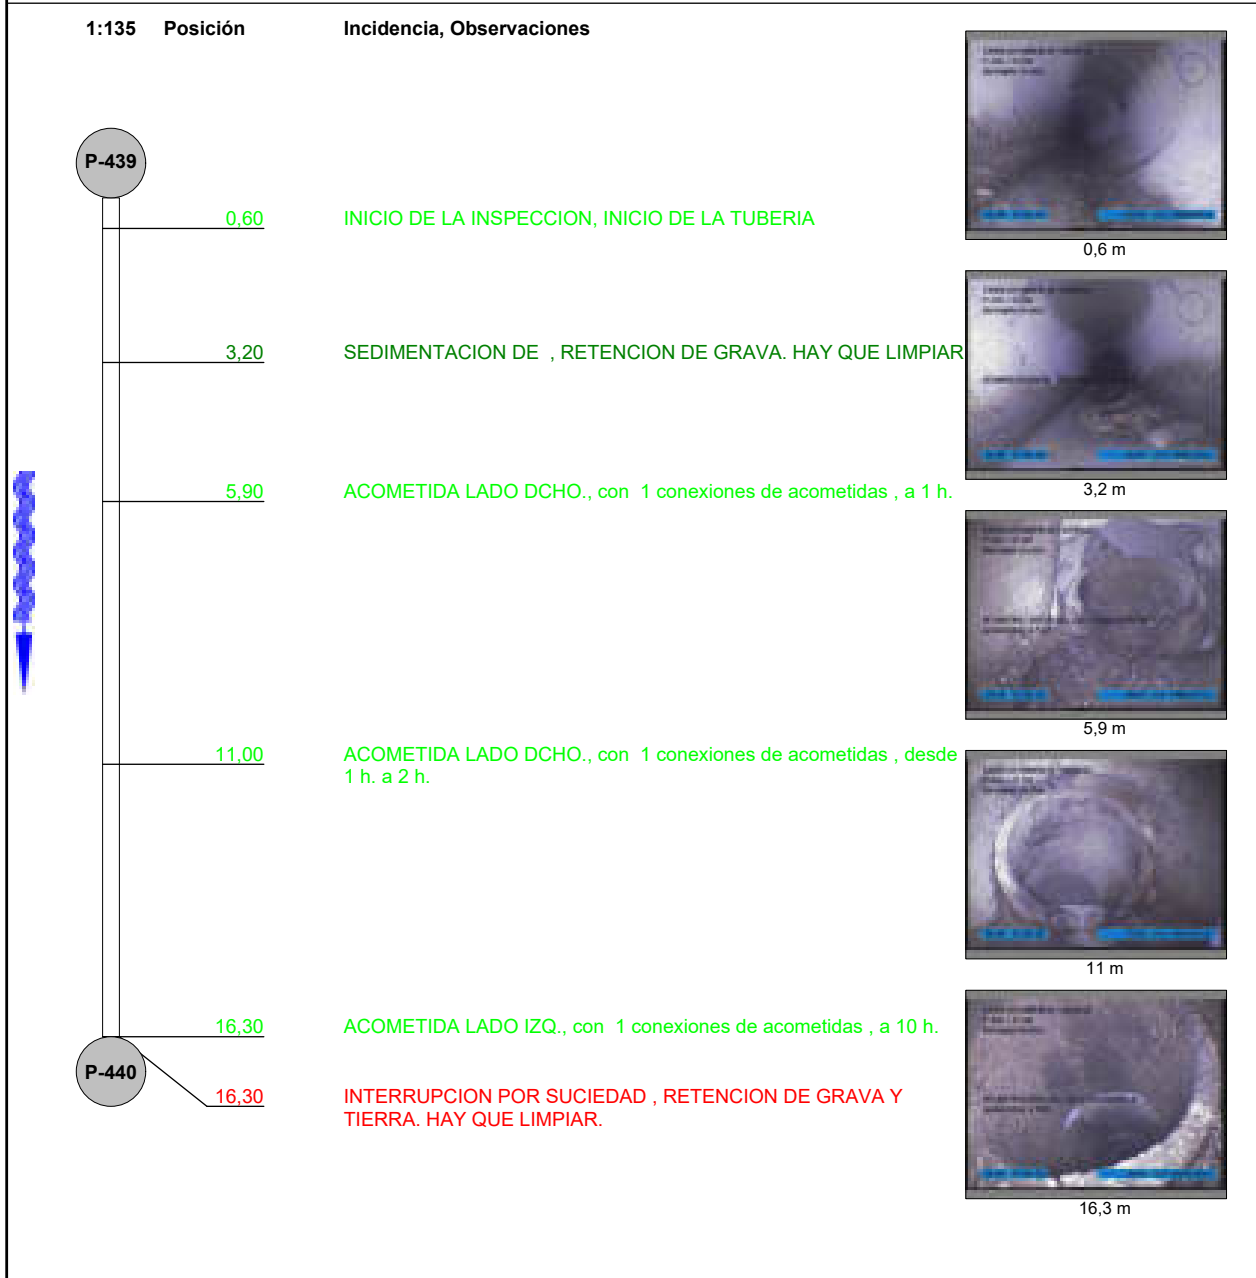 1:135 Posición Incidencia, Observaciones
P-439
0,60 INICIO DE LA INSPECCION, INICIO DE LA TUBERIA
0,6 m
3,20 SEDIMENTACION DE , RETENCION DE GRAVA. HAY QUE LIMPIAR
3,2 m
5,90 ACOMETIDA LADO DCHO., con 1 conexiones de acometidas , a 1 h.
5,9 m
11,00 ACOMETIDA LADO DCHO., con 1 conexiones de acometidas , desde
1 h. a 2 h.
11 m
16,30 ACOMETIDA LADO IZQ., con 1 conexiones de acometidas , a 10 h.
P-440
16,30 INTERRUPCION POR SUCIEDAD , RETENCION DE GRAVA Y
TIERRA. HAY QUE LIMPIAR.
16,3 m